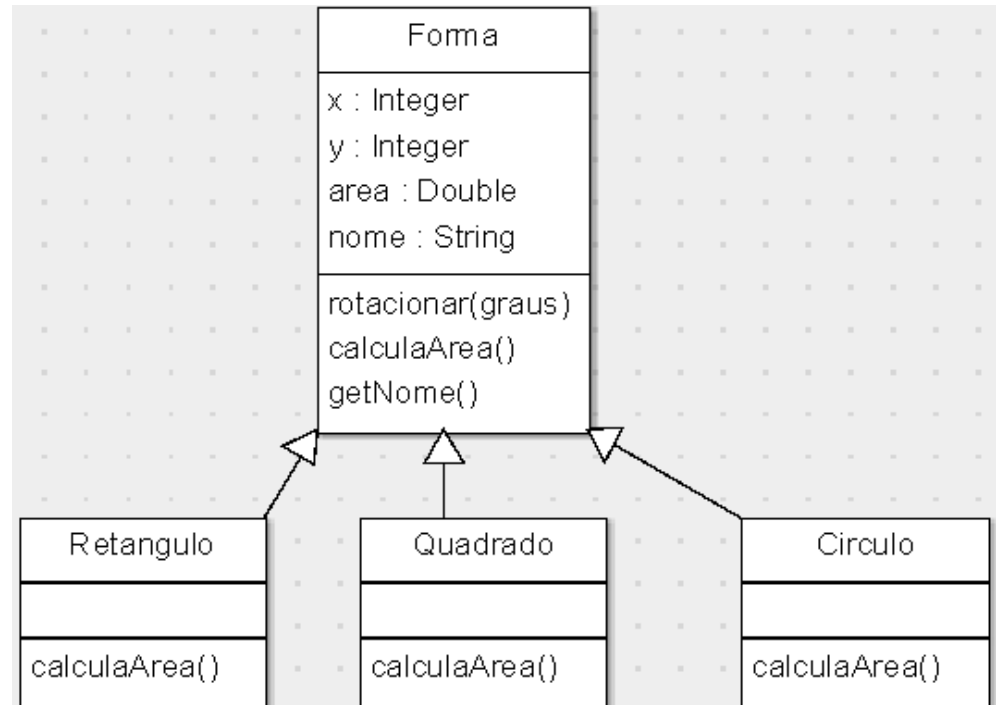 Forma
x : Integer
y : Integer
area : Double
nome : String
rotacionar(graus)
calculaArea()
getNome()
Retangulo
calculaArea()
Quadrado
calculaArea()
Circulo
calculaArea()